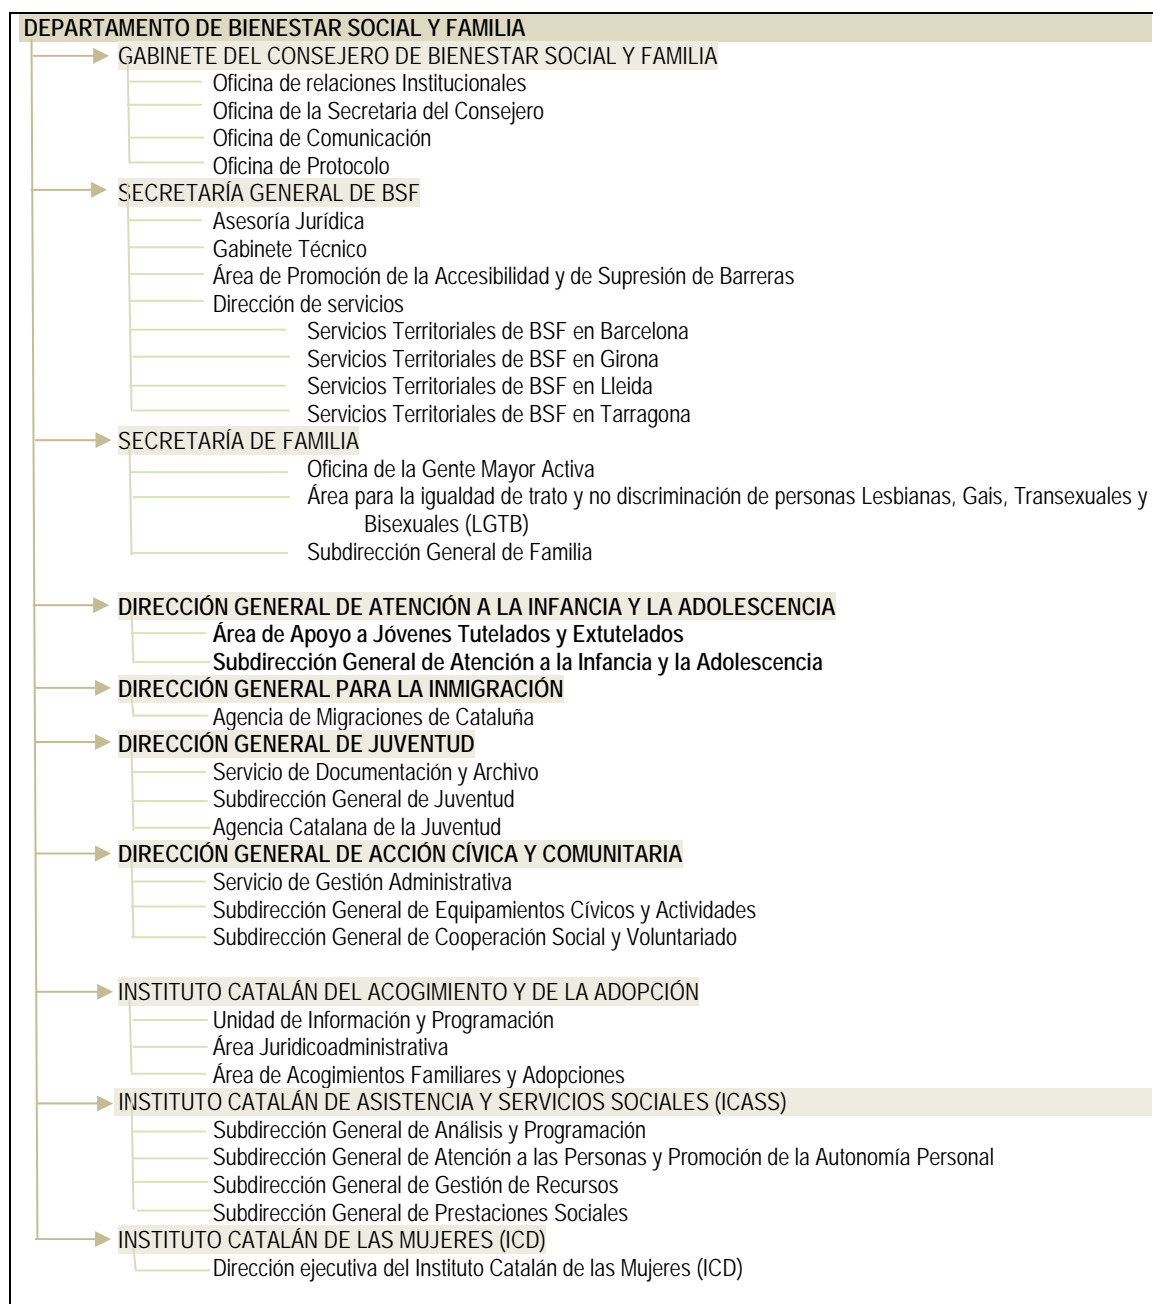 DEPARTAMENTO DE BIENESTAR SOCIAL Y FAMILIA
GABINETE DEL CONSEJERO DE BIENESTAR SOCIAL Y FAMILIA
Oficina de relaciones Institucionales
Oficina de la Secretaria del Consejero
Oficina de Comunicación
Oficina de Protocolo
SECRETARÍA GENERAL DE BSF
Asesoría Jurídica
Gabinete Técnico
Área de Promoción de la Accesibilidad y de Supresión de Barreras
Dirección de servicios
Servicios Territoriales de BSF en Barcelona
Servicios Territoriales de BSF en Girona
Servicios Territoriales de BSF en Lleida
Servicios Territoriales de BSF en Tarragona
SECRETARÍA DE FAMILIA
Oficina de la Gente Mayor Activa
Área para la igualdad de trato y no discriminación de personas Lesbianas, Gais, Transexuales y
Bisexuales (LGTB)
Subdirección General de Familia
DIRECCIÓN GENERAL DE ATENCIÓN A LA INFANCIA Y LA ADOLESCENCIA
Área de Apoyo a Jóvenes Tutelados y Extutelados
Subdirección General de Atención a la Infancia y la Adolescencia
DIRECCIÓN GENERAL PARA LA INMIGRACIÓN
Agencia de Migraciones de Cataluña
DIRECCIÓN GENERAL DE JUVENTUD
Servicio de Documentación y Archivo
Subdirección General de Juventud
Agencia Catalana de la Juventud
DIRECCIÓN GENERAL DE ACCIÓN CÍVICA Y COMUNITARIA
Servicio de Gestión Administrativa
Subdirección General de Equipamientos Cívicos y Actividades
Subdirección General de Cooperación Social y Voluntariado
INSTITUTO CATALÁN DEL ACOGIMIENTO Y DE LA ADOPCIÓN
Unidad de Información y Programación
Área Juridicoadministrativa
Área de Acogimientos Familiares y Adopciones
INSTITUTO CATALÁN DE ASISTENCIA Y SERVICIOS SOCIALES (ICASS)
Subdirección General de Análisis y Programación
Subdirección General de Atención a las Personas y Promoción de la Autonomía Personal
Subdirección General de Gestión de Recursos
Subdirección General de Prestaciones Sociales
INSTITUTO CATALÁN DE LAS MUJERES (ICD)
Dirección ejecutiva del Instituto Catalán de las Mujeres (ICD)